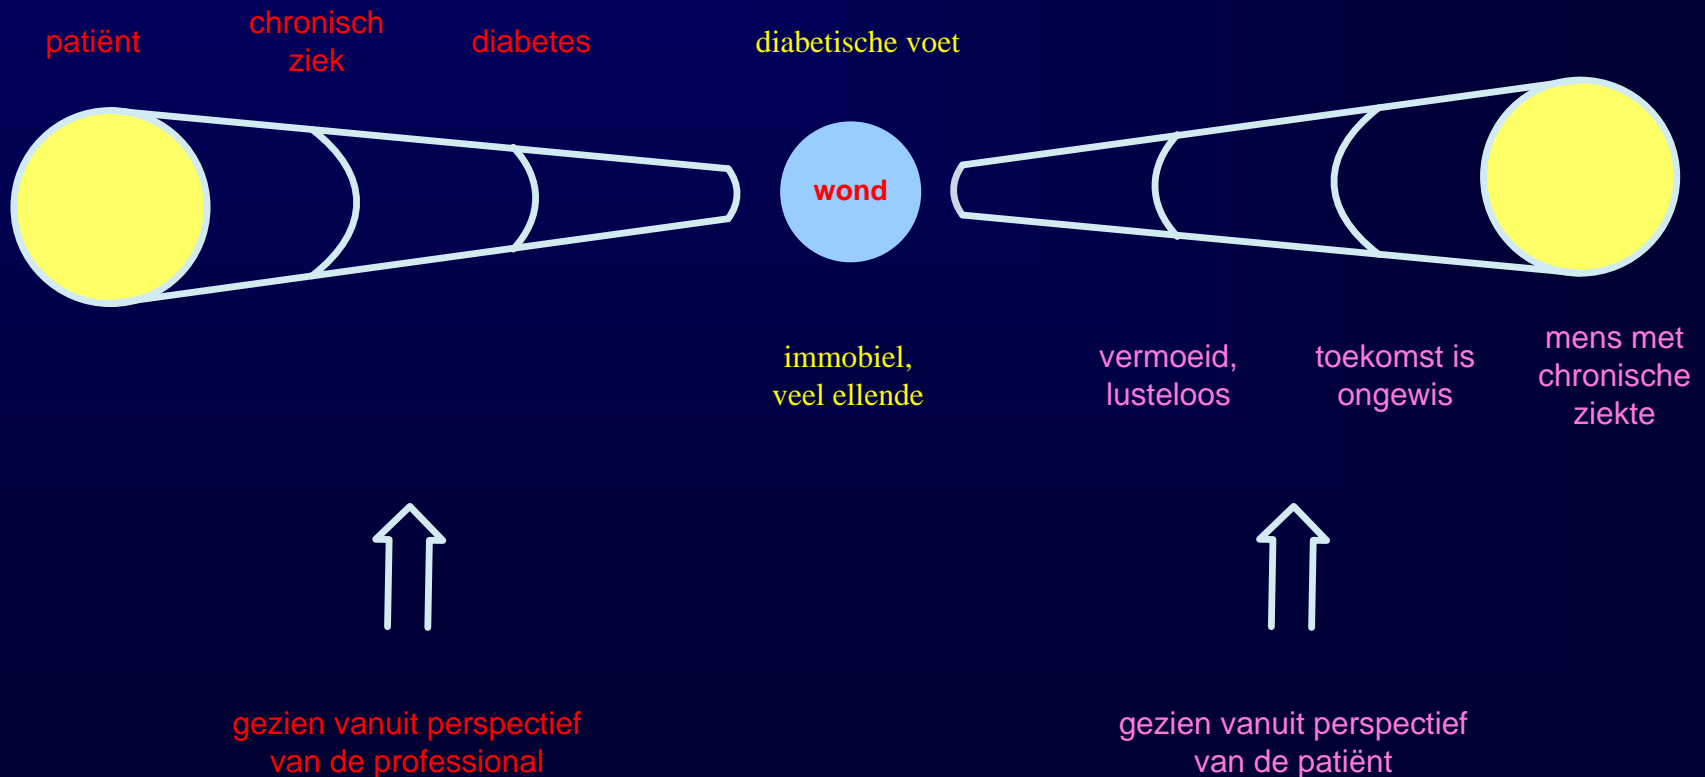 patiënt
chronisch
ziek
diabetes
diabetische voet
wond
immobiel,
veel ellende
vermoeid,
lusteloos
toekomst is
ongewis
mens met
chronische
ziekte
gezien vanuit perspectief
van de professional
gezien vanuit perspectief
van de patiënt